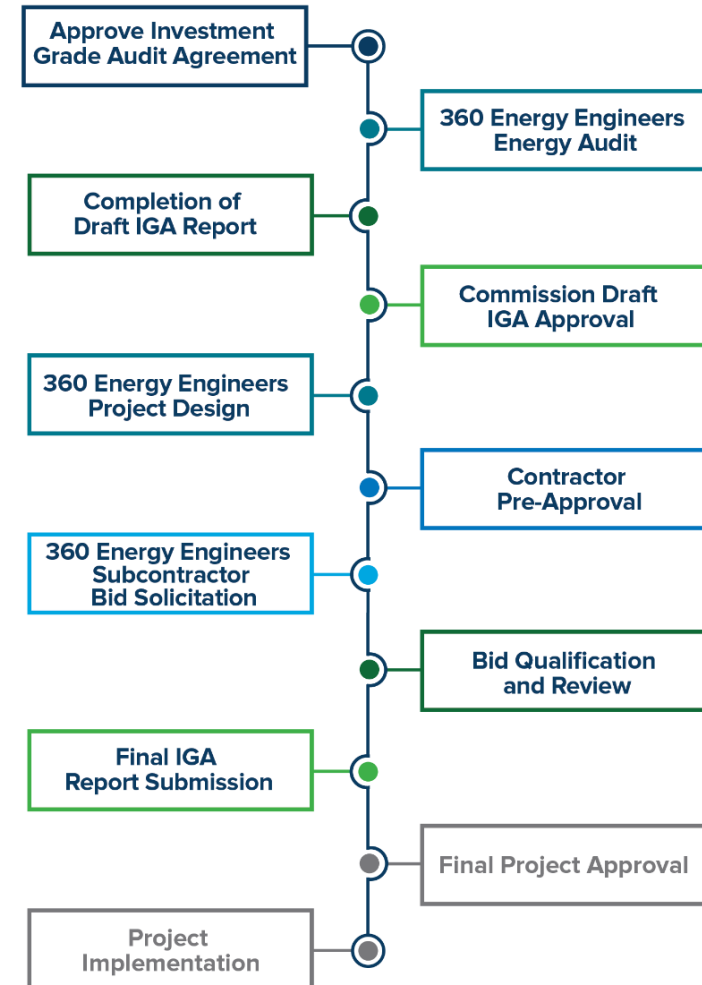 Approve Investment
Grade Audit Agreement
360 Energy Engineers
Energy Audit
Completion of
Draft IGA Report
Commission Draft
IGA Approval
360 Energy Engineers
Project Design
Contractor
Pre-Approval
360 Energy Engineers
Subcontractor
Bid Solicitation
Bid Qualification
and Review
Final IGA
Report Submission
Final Project Approval
Project
Implementation